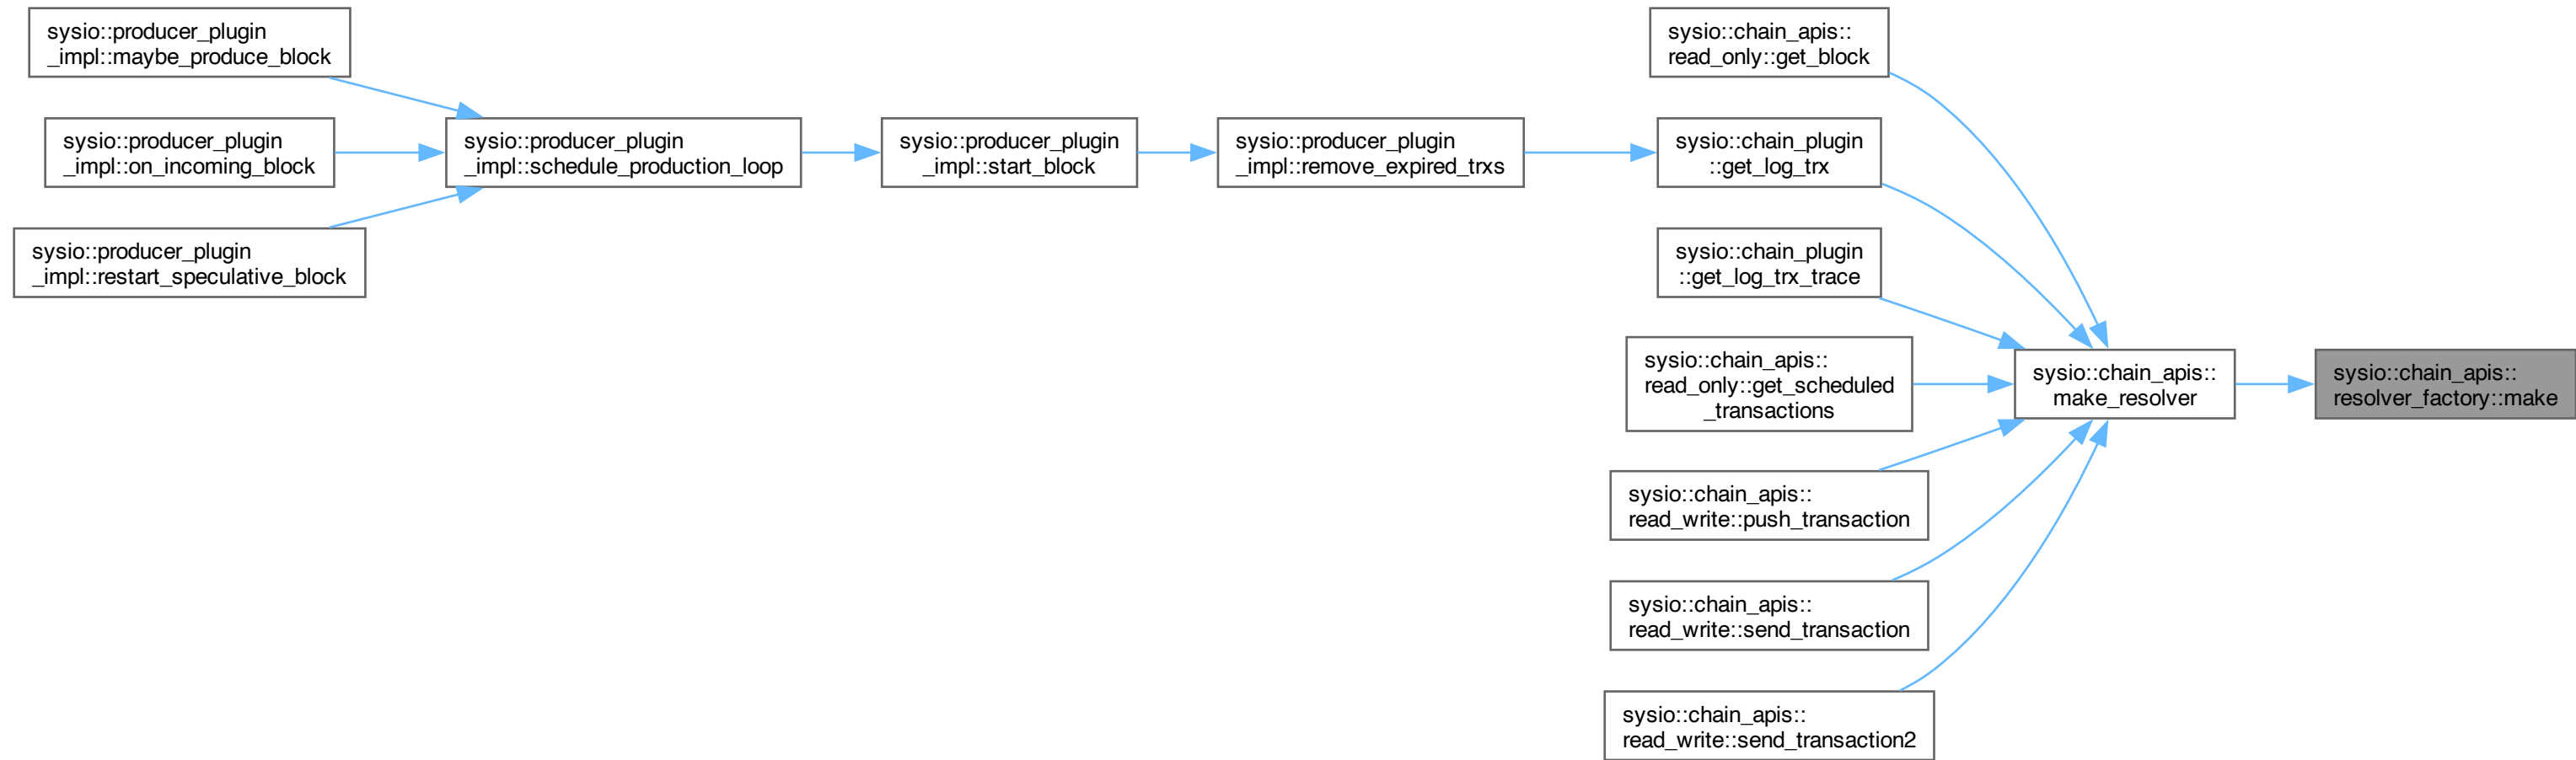 sysio::producer_plugin
_impl::maybe_produce_block
sysio::producer_plugin
_impl::on_incoming_block
sysio::producer_plugin
_impl::restart_speculative_block
sysio::producer_plugin
_impl::schedule_production_loop
sysio::producer_plugin
_impl::start_block
sysio::producer_plugin
_impl::remove_expired_trxs
sysio::chain_apis::
read_only::get_block
sysio::chain_plugin
::get_log_trx
sysio::chain_plugin
::get_log_trx_trace
sysio::chain_apis::
read_only::get_scheduled
_transactions
sysio::chain_apis::
read_write::push_transaction
sysio::chain_apis::
read_write::send_transaction
sysio::chain_apis::
read_write::send_transaction2
sysio::chain_apis::
make_resolver
sysio::chain_apis::
resolver_factory::make